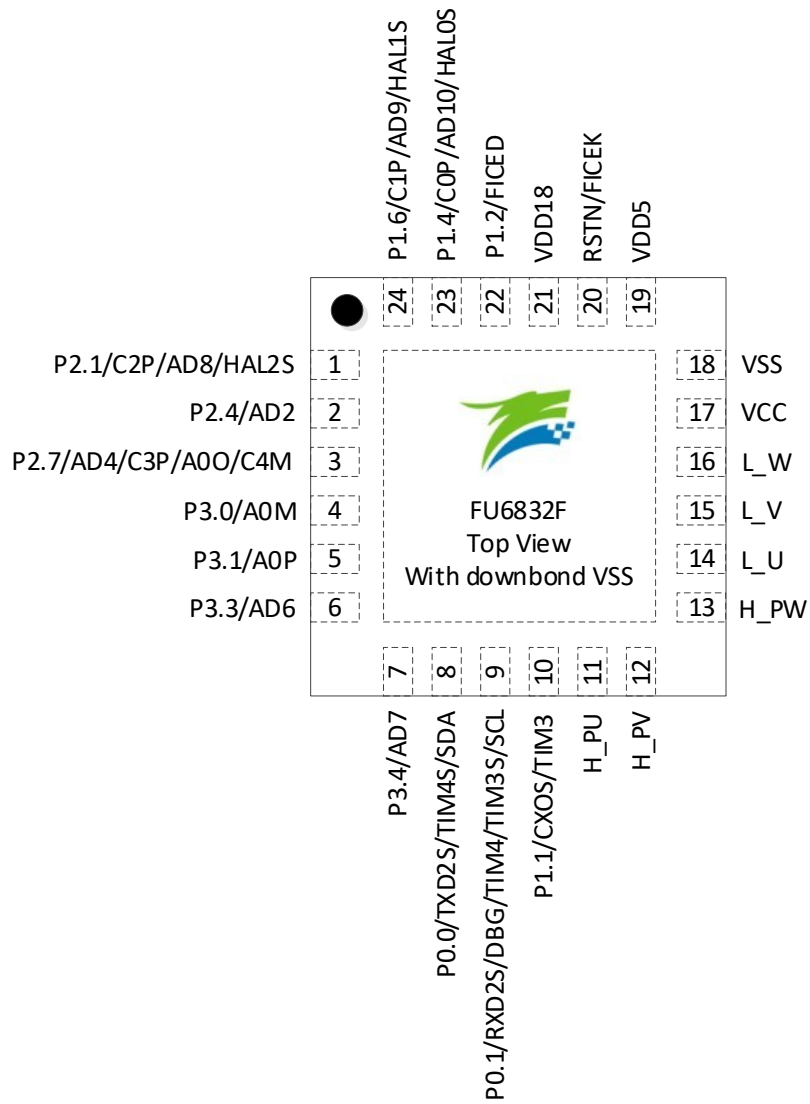 P1.6/C1P/AD9/HAL1S
P1.4/C0P/AD10/HAL0S
P1.2/FICED
VDD18
RSTN/FICEK
VDD5
24
23
22
21
20
19
P2.1/C2P/AD8/HAL2S
1
18
VSS
P2.4/AD2
2
17
VCC
P2.7/AD4/C3P/A0O/C4M
3
16
L_W
P3.0/A0M
4
15
L_V
P3.1/A0P
5
14
L_U
P3.3/AD6
6
13
H_PW
FU6832F
Top View
With downbond VSS
7
8
9
10
11
12
P3.4/AD7
P0.0/TXD2S/TIM4S/SDA
P0.1/RXD2S/DBG/TIM4/TIM3S/SCL
P1.1/CXOS/TIM3
H_PU
H_PV